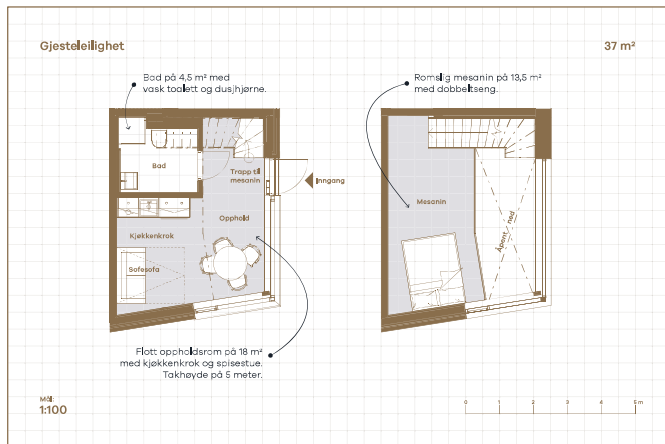 Gjesteleilighet
37 m²
Bad på 4,5 m² med
vask toalett og dusjhjørne.
Romslig mesanin på 13,5 m²
med dobbeltseng.
Bad
Trapp til
mesanin
Inngang
Opphold
Kjøkkenkrok
Sofesofa
Mesanin
Åpent ned
Flott oppholdsrom på 18 m²
med kjøkkenkrok og spisestue.
Takhøyde på 5 meter.
Mål:
1:100
0 1 2 3 4 5 m